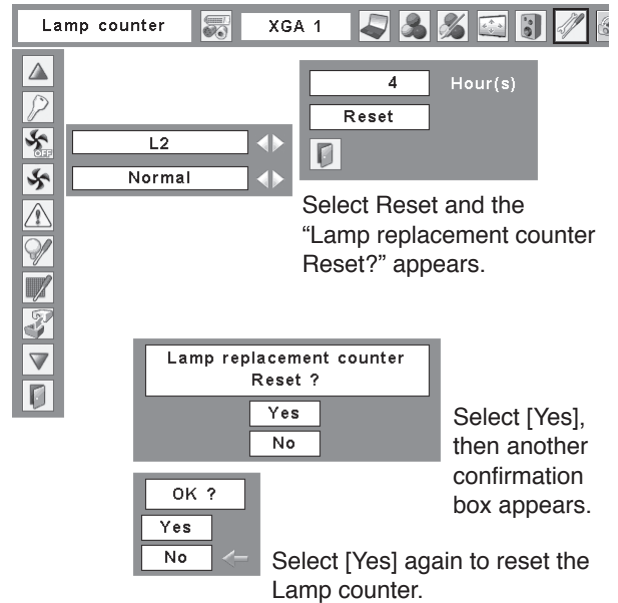 Lamp counter
XGA 1
4 Hour(s)
Reset
OFF
L2
Normal
Select Reset and the
“Lamp replacement counter
Reset?” appears.
Lamp replacement counter
Reset ?
Yes
No
Select [Yes],
then another
confirmation
box appears.
OK ?
Yes
No
Select [Yes] again to reset the
Lamp counter.